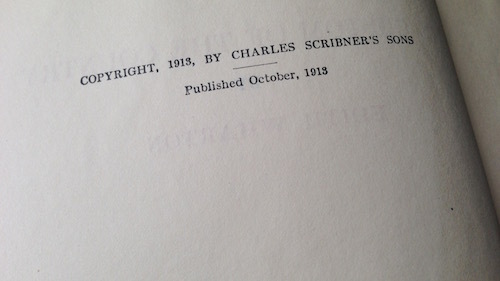 COPYRIGHT, 1913, BY CHARLES SCRIBNER'S SONS
Published October, 1913